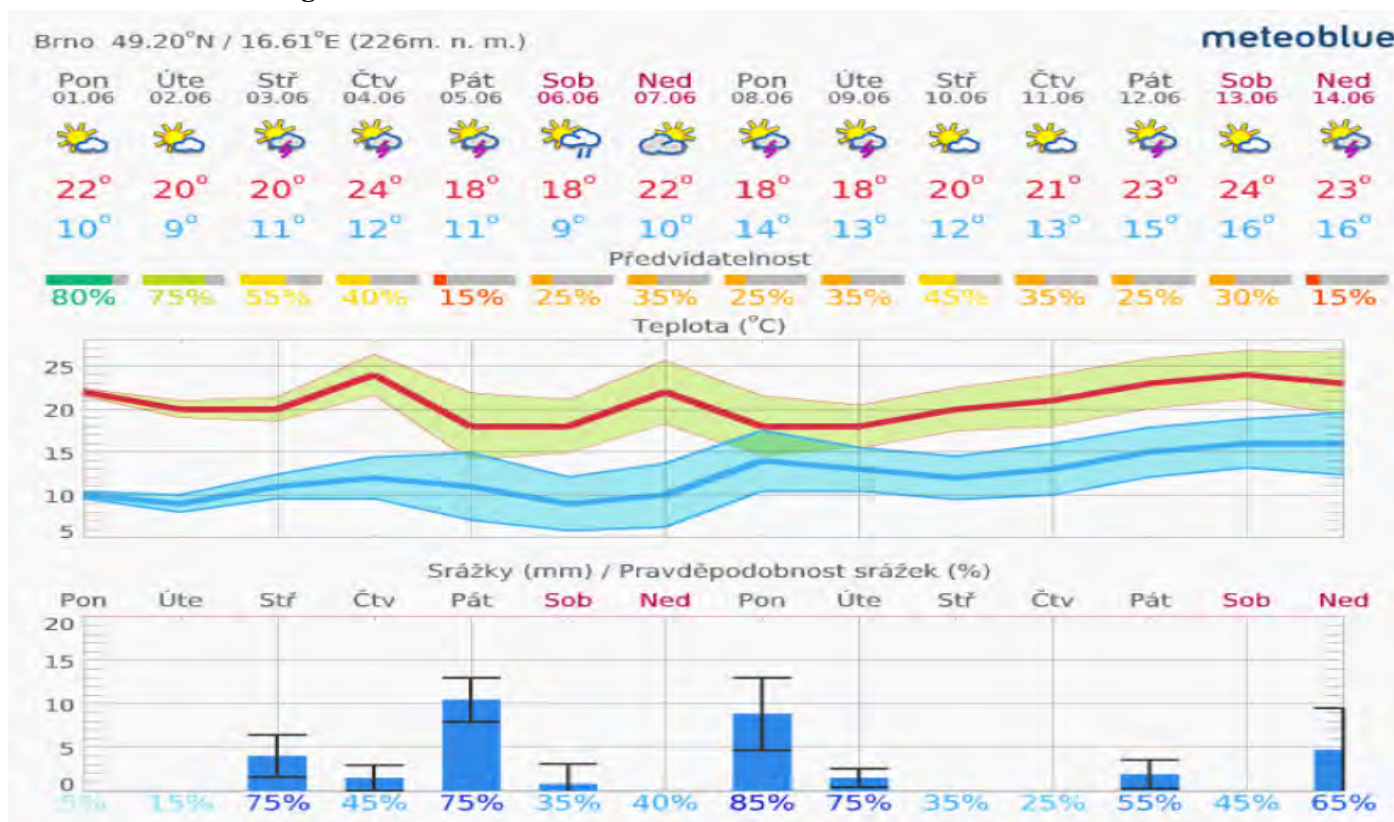 Brno 49.20°N / 16.61°E (226m. n. m.) meteoblue
Pon Úte Stř Čtv Pát Sob Ned Pon Úte Stř Čtv Pát Sob Ned
01.06 02.06 03.06 04.06 05.06 06.06 07.06 08.06 09.06 10.06 11.06 12.06 13.06 14.06
22° 20° 20° 24° 18° 18° 22° 18° 18° 20° 21° 23° 24° 23°
10° 9° 11° 12° 11° 9° 10° 14° 13° 12° 13° 15° 16° 16°
Předvídatelnost
80% 75% 55% 40% 15% 25% 35% 25% 35% 45% 35% 25% 30% 15%
Teplota (°C)
25
20
15
10
5
Srážky (mm) / Pravděpodobnost srážek (%)
Pon Úte Stř Čtv Pát Sob Ned Pon Úte Stř Čtv Pát Sob Ned
20
15
10
5
0
5% 15% 75% 45% 75% 35% 40% 85% 75% 35% 25% 55% 45% 65%